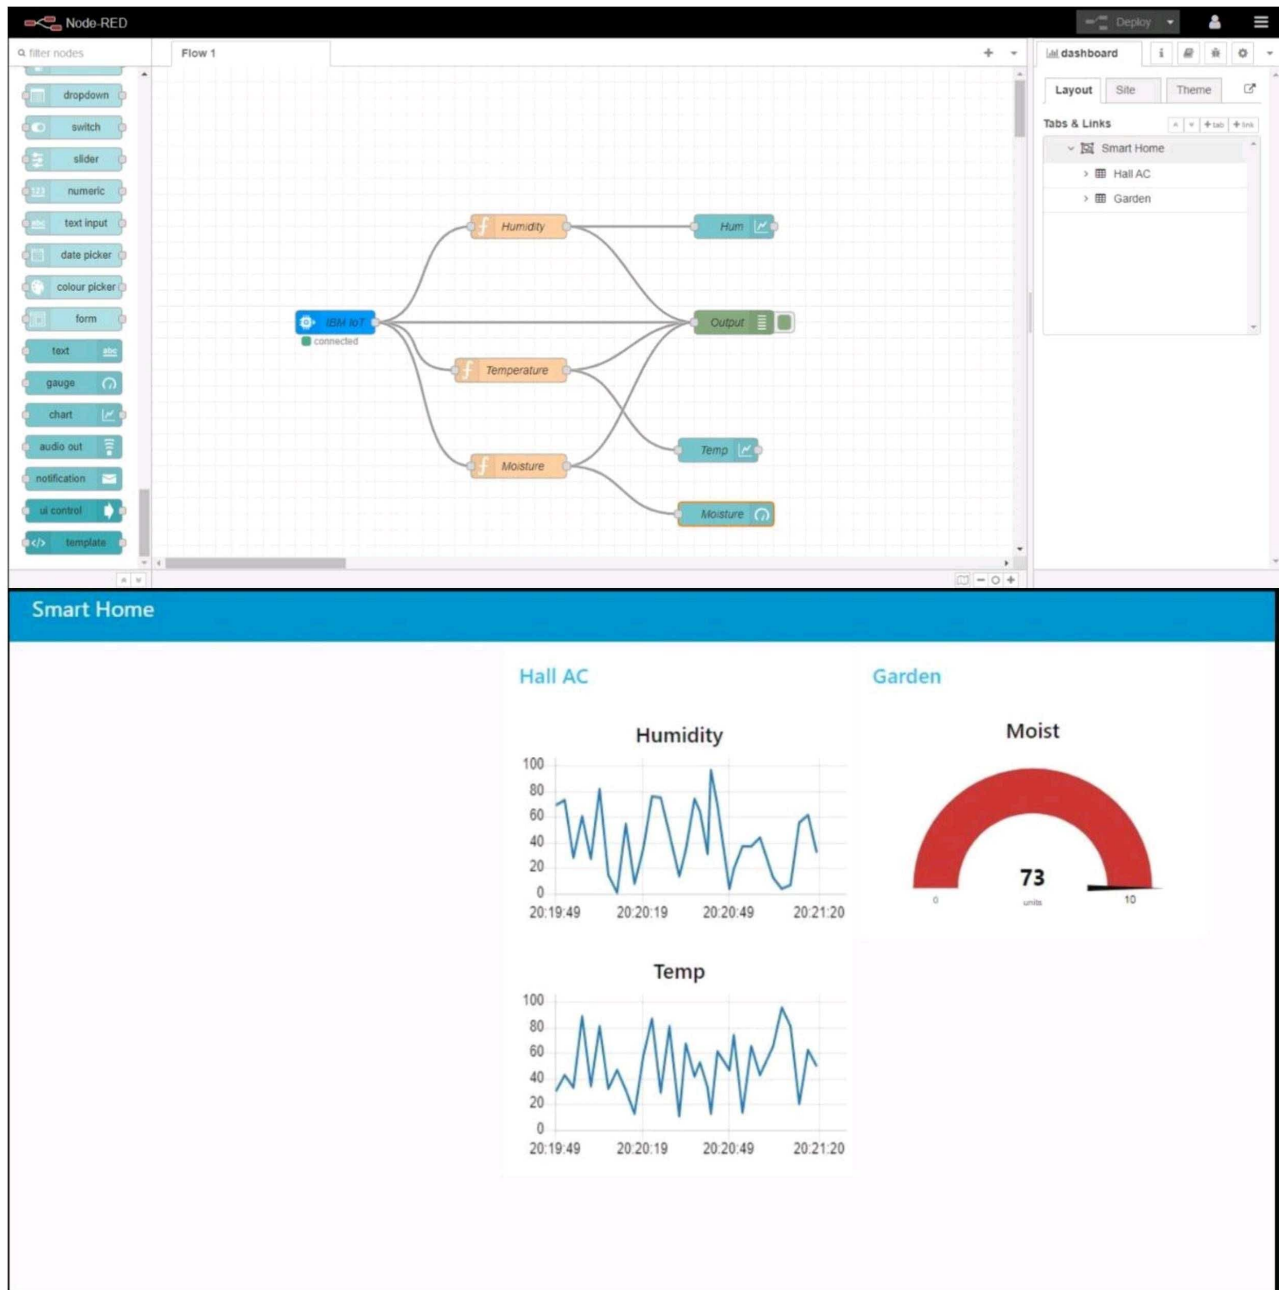 Node-RED
Deploy
filter nodes
Flow 1
dashboard
i
dropdown
switch
slider
123 numeric
abc text input
date picker
colour picker
form
text abc
gauge
chart
audio out
notification
ui control
</> template
Layout Site Theme
Tabs & Links
+ tab + link
Smart Home
Hall AC
Garden
Humidity
Hum
IBM IoT
connected
Output
Temperature
Temp
Moisture
Moisture
Smart Home
Hall AC
Garden
Humidity
100
80
60
40
20
0
20:19:49 20:20:19 20:20:49 20:21:20
Moist
73
units
0
10
Temp
100
80
60
40
20
0
20:19:49 20:20:19 20:20:49 20:21:20